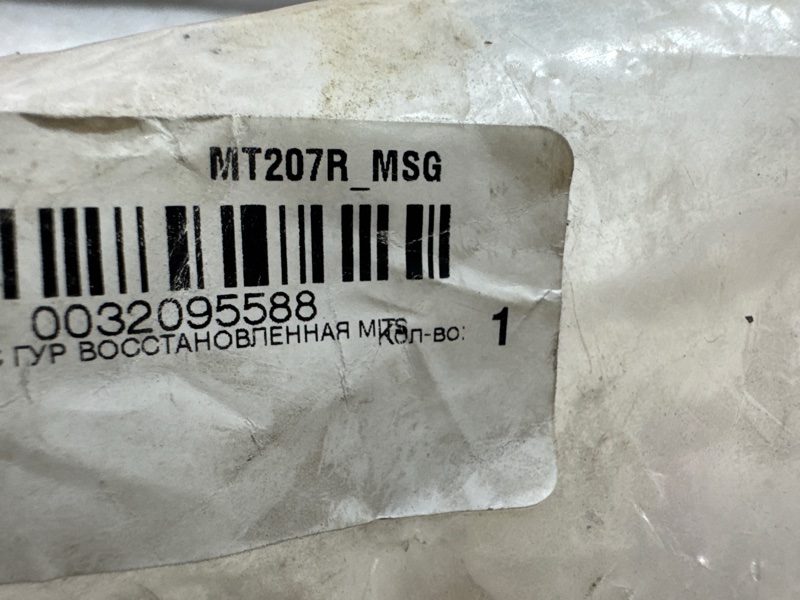 MT207R_MSG
0032095588
С ГУР ВОССТАНОВЛЕННАЯ MITS
Кол-во: 1